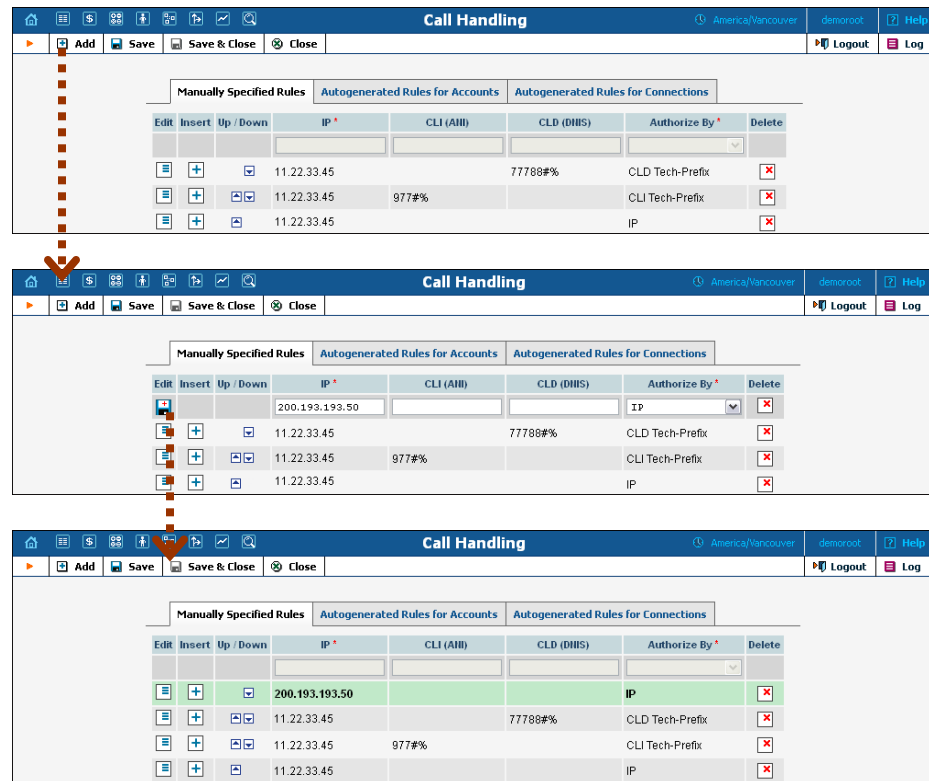 Call Handling America/Vancouver demoroot ? Help
Add Save Save & Close Close Logout Log
Manually Specified Rules Autogenerated Rules for Accounts Autogenerated Rules for Connections
Edit Insert Up / Down IP * CLI (ANI) CLD (DNIS) Authorize By * Delete
11.22.33.45 77788#% CLD Tech-Prefix
11.22.33.45 977#% CLI Tech-Prefix
11.22.33.45 IP
Call Handling America/Vancouver demoroot ? Help
Add Save Save & Close Close Logout Log
Manually Specified Rules Autogenerated Rules for Accounts Autogenerated Rules for Connections
Edit Insert Up / Down IP * CLI (ANI) CLD (DNIS) Authorize By * Delete
200.193.193.50 IP
11.22.33.45 77788#% CLD Tech-Prefix
11.22.33.45 977#% CLI Tech-Prefix
11.22.33.45 IP
Call Handling America/Vancouver demoroot ? Help
Add Save Save & Close Close Logout Log
Manually Specified Rules Autogenerated Rules for Accounts Autogenerated Rules for Connections
Edit Insert Up / Down IP * CLI (ANI) CLD (DNIS) Authorize By * Delete
200.193.193.50 IP
11.22.33.45 77788#% CLD Tech-Prefix
11.22.33.45 977#% CLI Tech-Prefix
11.22.33.45 IP